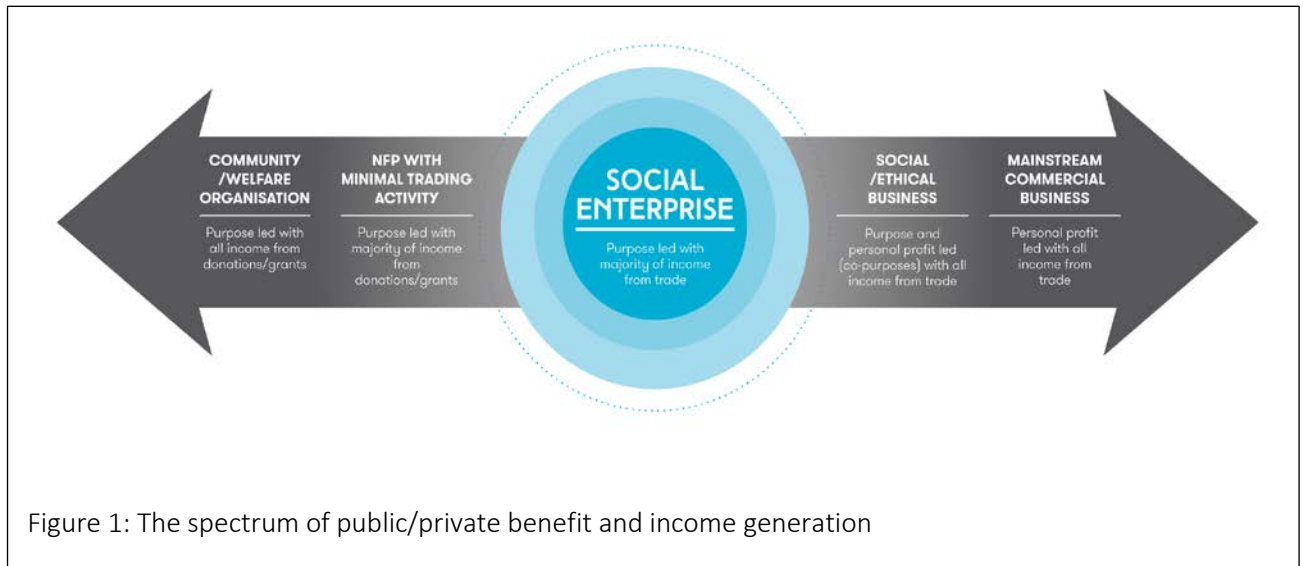 COMMUNITY
/WELFARE
ORGANISATION
Purpose led with
all income from
donations/grants
NFP WITH
MINIMAL TRADING
ACTIVITY
Purpose led with
majority of income
from
donations/grants
SOCIAL
ENTERPRISE
Purpose led with
majority of income
from trade
SOCIAL
/ETHICAL
BUSINESS
Purpose and
personal profit led
(co-purposes) with all
income from trade
MAINSTREAM
COMMERCIAL
BUSINESS
Personal profit
led with all
income from
trade
Figure 1: The spectrum of public/private benefit and income generation